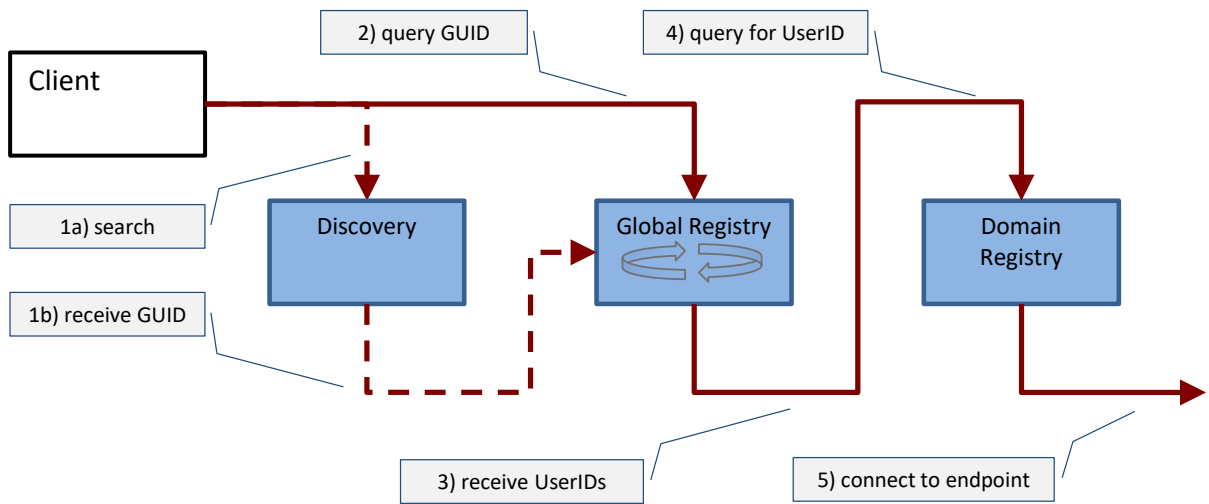 2) query GUID
4) query for UserID
Client
1a) search
Discovery
Global Registry
Domain
Registry
1b) receive GUID
3) receive UserIDs
5) connect to endpoint